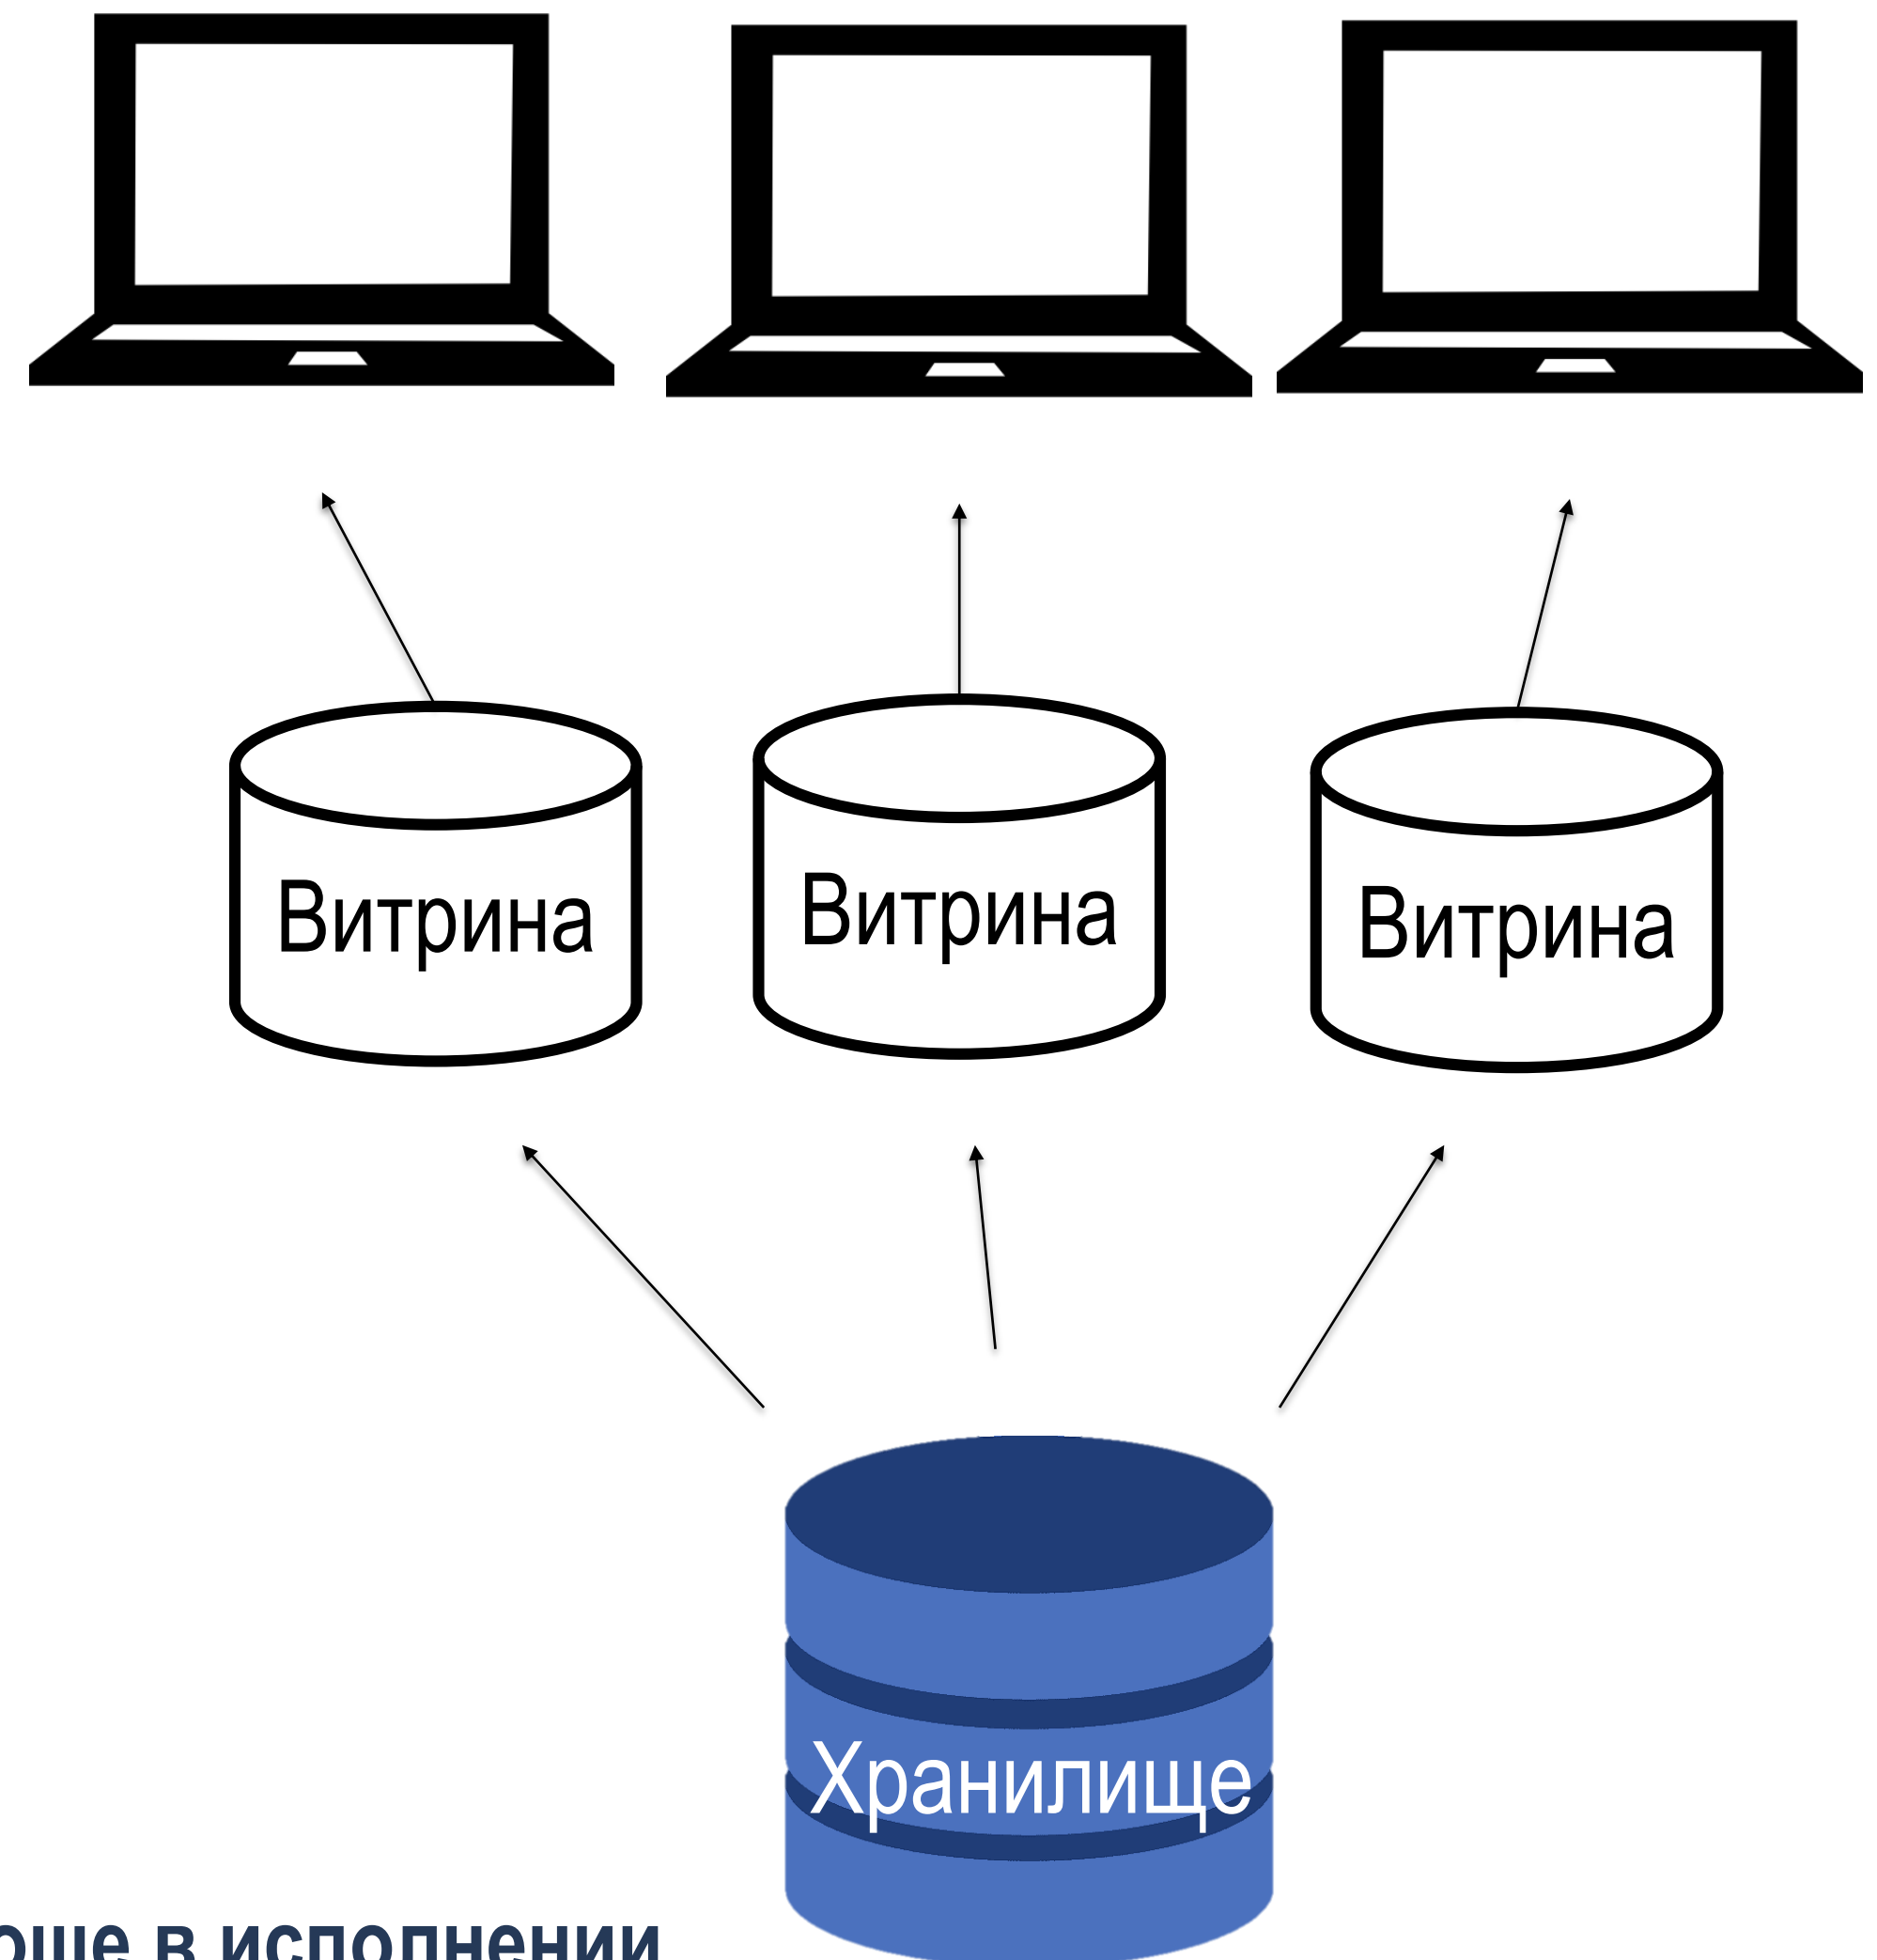 Витрина
Витрина
Витрина
Хранилище
в исполнении